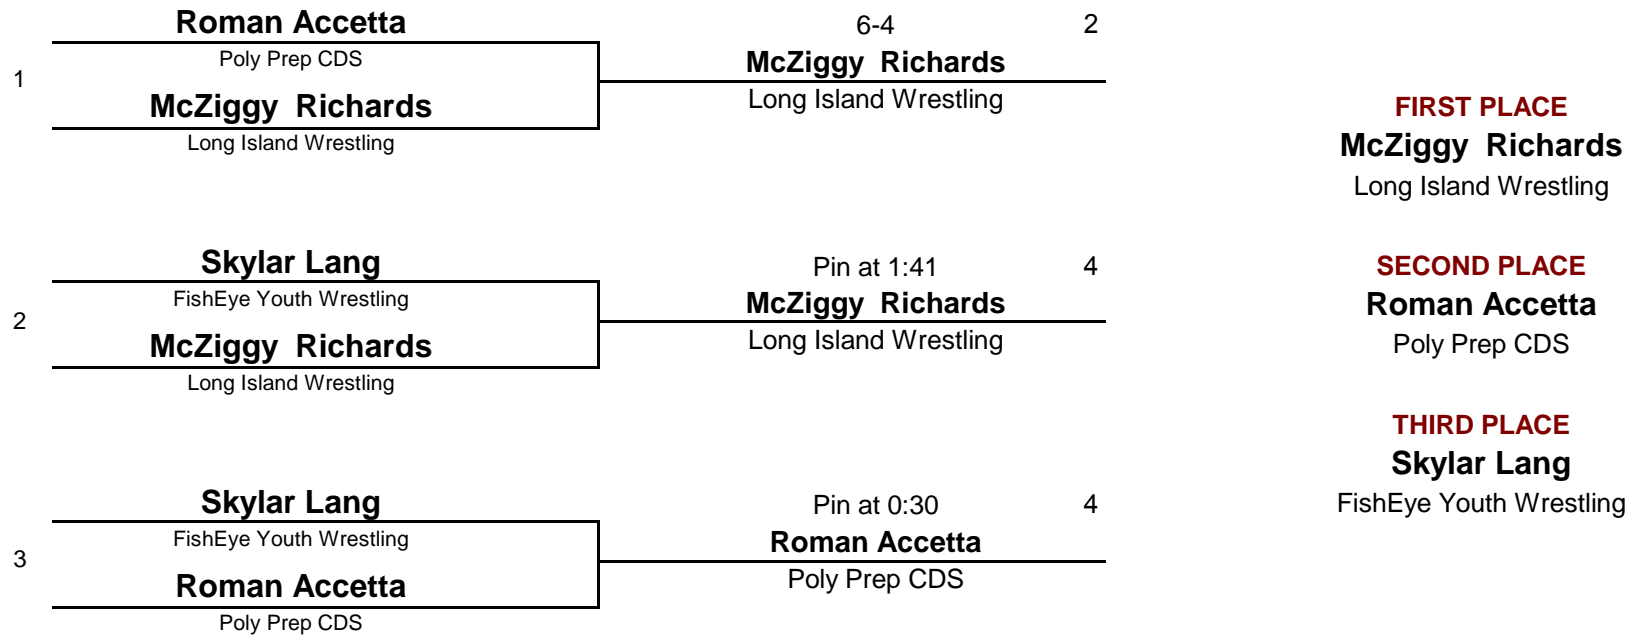 Roman Accetta
Poly Prep CDS
1
McZiggy  Richards
Long Island Wrestling
6-4
2
McZiggy  Richards
Long Island Wrestling
Skylar Lang
FishEye Youth Wrestling
2
McZiggy  Richards
Long Island Wrestling
Pin at 1:41
4
McZiggy  Richards
Long Island Wrestling
Skylar Lang
FishEye Youth Wrestling
3
Roman Accetta
Poly Prep CDS
Pin at 0:30
4
Roman Accetta
Poly Prep CDS
FIRST PLACE
McZiggy  Richards
Long Island Wrestling
SECOND PLACE
Roman Accetta
Poly Prep CDS
THIRD PLACE
Skylar Lang
FishEye Youth Wrestling